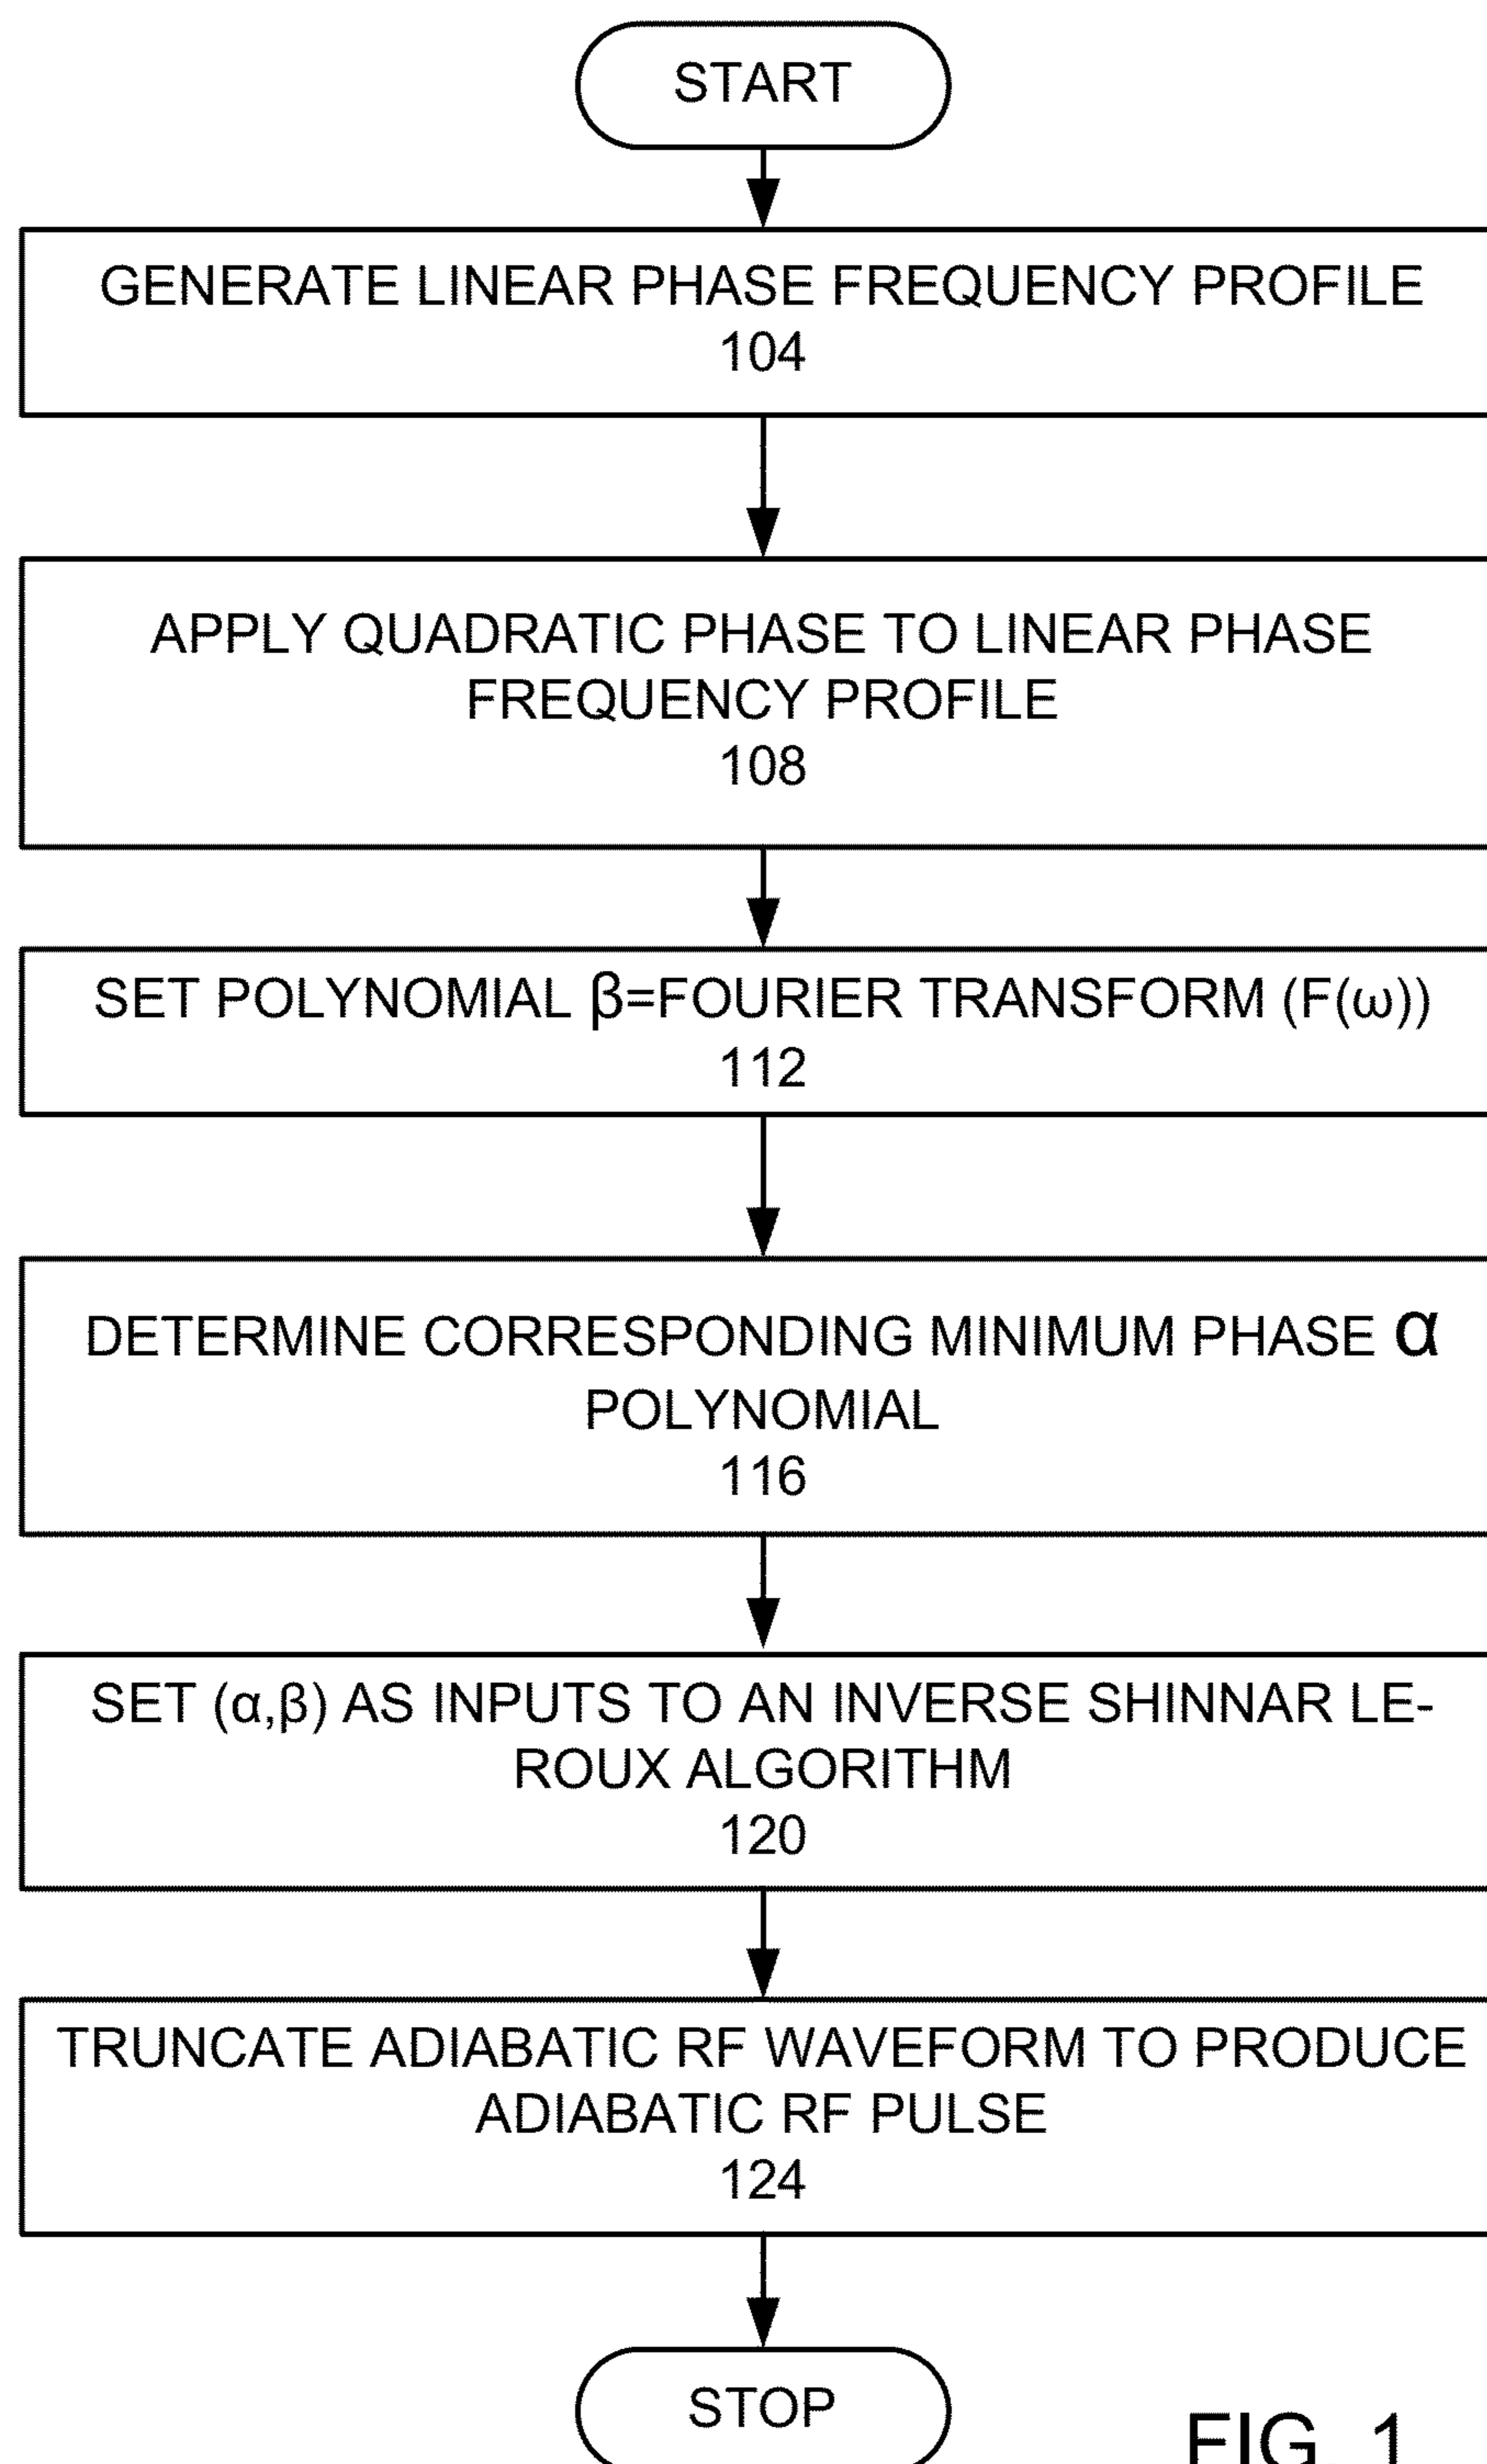 START
GENERATE LINEAR PHASE FREQUENCY PROFILE
104
APPLY QUADRATIC PHASE TO LINEAR PHASE
FREQUENCY PROFILE
108
SET POLYNOMIAL β=FOURIER TRANSFORM (F(ω))
112
DETERMINE CORRESPONDING MINIMUM PHASE α
POLYNOMIAL
116
SET (α,β) AS INPUTS TO AN INVERSE SHINNAR LE-
ROUX ALGORITHM
120
TRUNCATE ADIABATIC RF WAVEFORM TO PRODUCE
ADIABATIC RF PULSE
124
STOP
FIG. 1